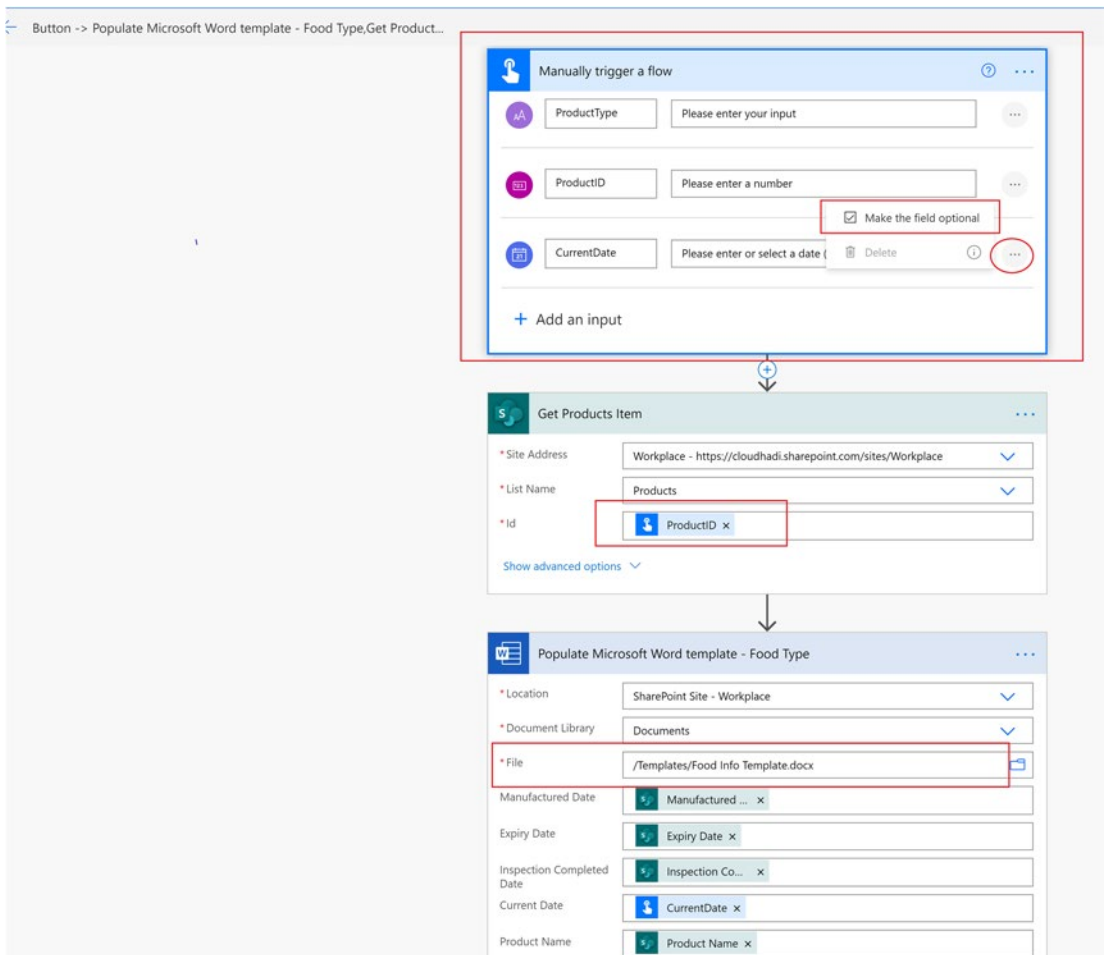 Button -> Populate Microsoft Word template - Food Type,Get Product...
Manually trigger a flow
ProductType Please enter your input
ProductID Please enter a number
Make the field optional
CurrentDate Please enter or select a date (
Delete
+ Add an input
Get Products Item
* Site Address Workplace - https://cloudhadi.sharepoint.com/sites/Workplace
* List Name Products
* Id ProductID ×
Show advanced options
Populate Microsoft Word template - Food Type
* Location SharePoint Site - Workplace
* Document Library Documents
* File /Templates/Food Info Template.docx
Manufactured Date Manufactured ... ×
Expiry Date Expiry Date ×
Inspection Completed Date Inspection Co... ×
Current Date CurrentDate ×
Product Name Product Name ×